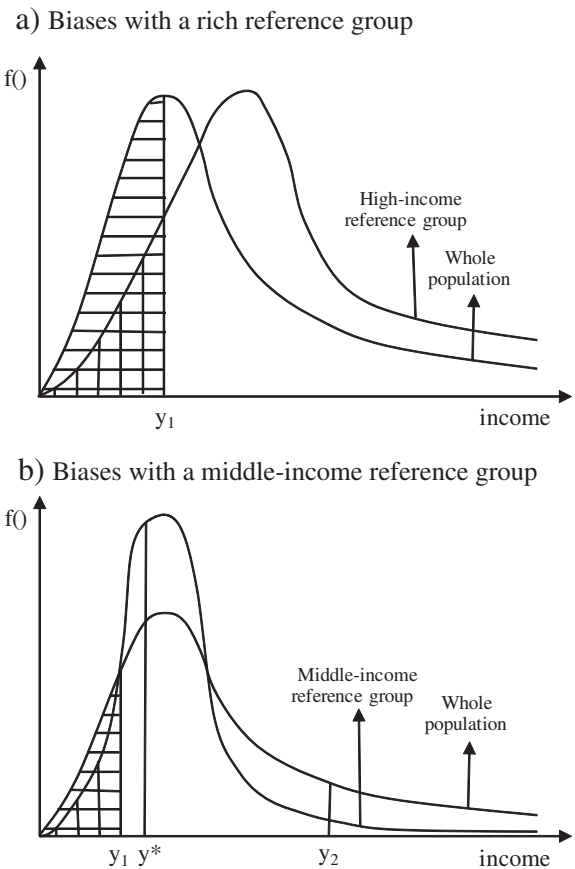 a) Biases with a rich reference group
f()
High-income
reference group
Whole
population
y₁
income
b) Biases with a middle-income reference group
f()
Middle-income
reference group
Whole
population
y₁ y* y₂
income